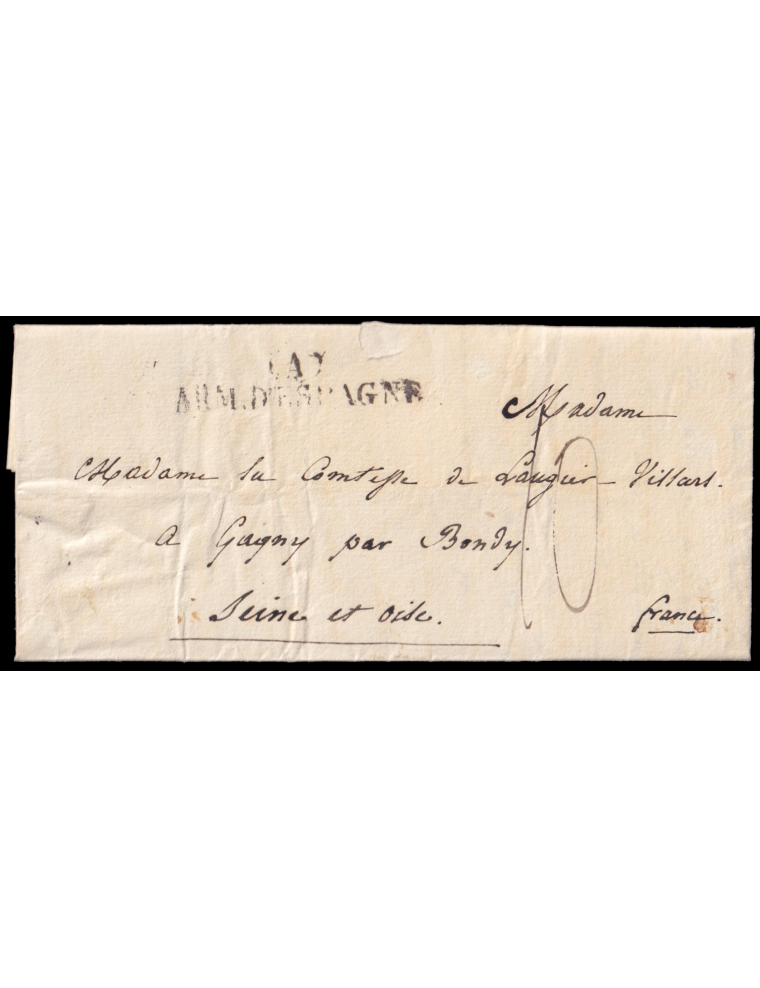 ARM. D'ESPAGNE
Madame
Madame la Comtesse de Laugier-Villars.
a Gagny par Bondy.
Seine et oise.
france.
10